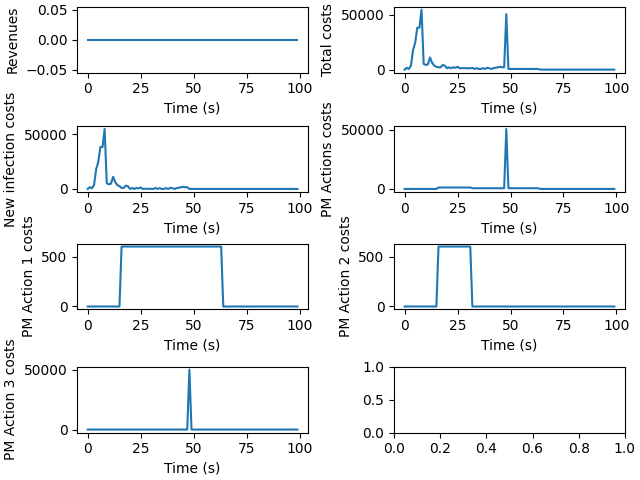 0.05
0.00
−0.05
Revenues
0 25 50 75 100
Time (s)
50000
0
Total costs
0 25 50 75 100
Time (s)
50000
0
New infection costs
0 25 50 75 100
Time (s)
50000
0
PM Actions costs
0 25 50 75 100
Time (s)
500
0
PM Action 1 costs
0 25 50 75 100
Time (s)
500
0
PM Action 2 costs
0 25 50 75 100
Time (s)
50000
0
PM Action 3 costs
0 25 50 75 100
Time (s)
1.0
0.5
0.0
0.0 0.2 0.4 0.6 0.8 1.0